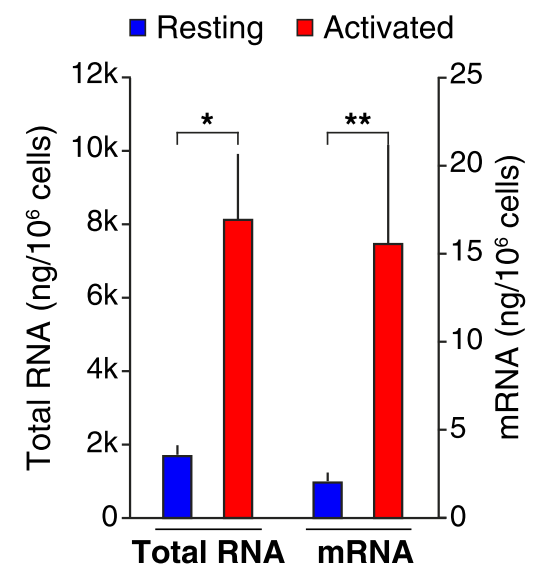 Resting Activated
Total RNA (ng/10⁶ cells)
12k
10k
8k
6k
4k
2k
0
* **
25
20
15
10
5
0
mRNA (ng/10⁶ cells)
Total RNA mRNA